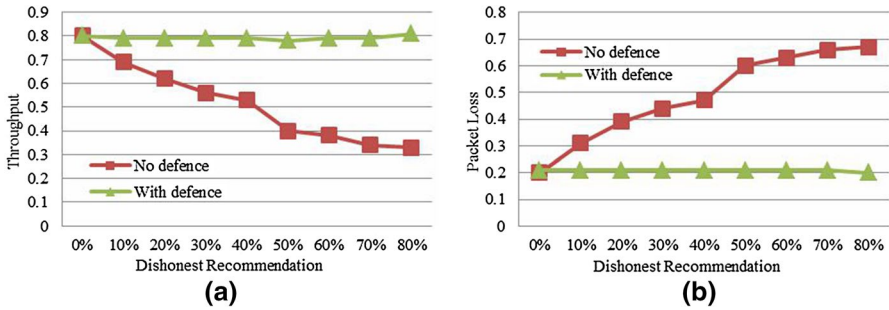 0.9
0.8
0.7
0.6
0.5
0.4
0.3
0.2
0.1
0
Throughput
No defence
With defence
0% 10% 20% 30% 40% 50% 60% 70% 80%
Dishonest Recommendation
(a)
0.8
0.7
0.6
0.5
0.4
0.3
0.2
0.1
0
Packet Loss
No defence
With defence
0% 10% 20% 30% 40% 50% 60% 70% 80%
Dishonest Recommendation
(b)